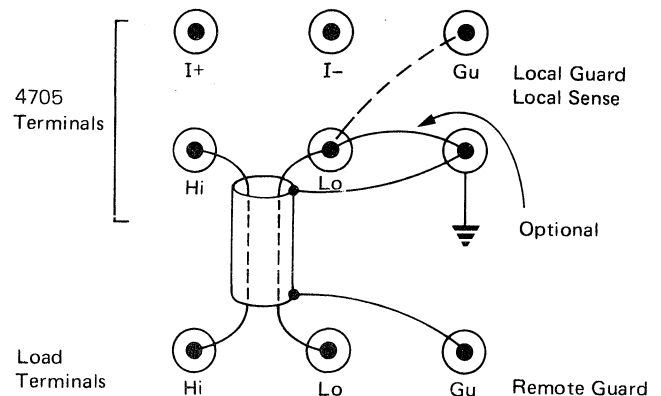 I+
I−
Gu
Local Guard
Local Sense
4705
Terminals
Hi
Lo
Optional
Load
Terminals
Hi
Lo
Gu
Remote Guard